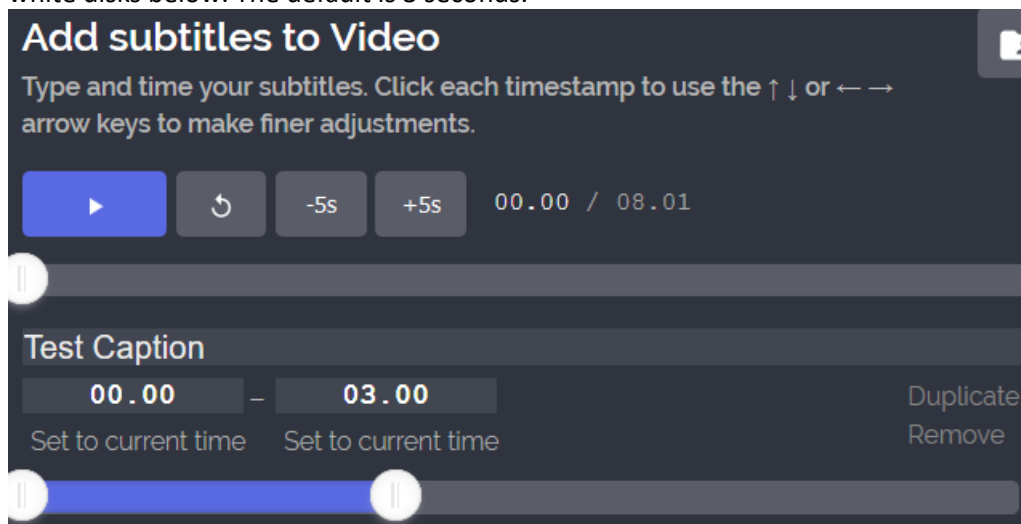 Add subtitles to Video
Type and time your subtitles. Click each timestamp to use the ↑ ↓ or ← →
arrow keys to make finer adjustments.
-5s +5s 00.00 / 08.01
Test Caption
00.00 – 03.00 Duplicate
Set to current time Set to current time Remove